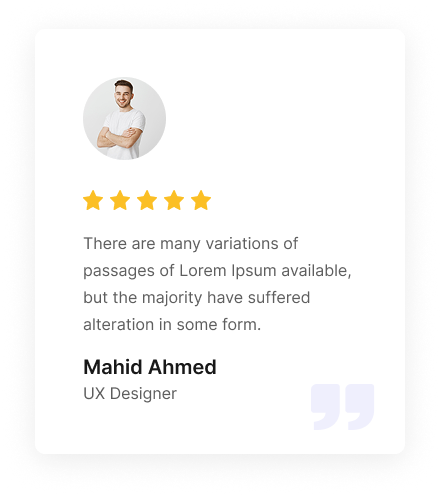 There are many variations of
passages of Lorem Ipsum available,
but the majority have suffered
alteration in some form.
Mahid Ahmed
UX Designer